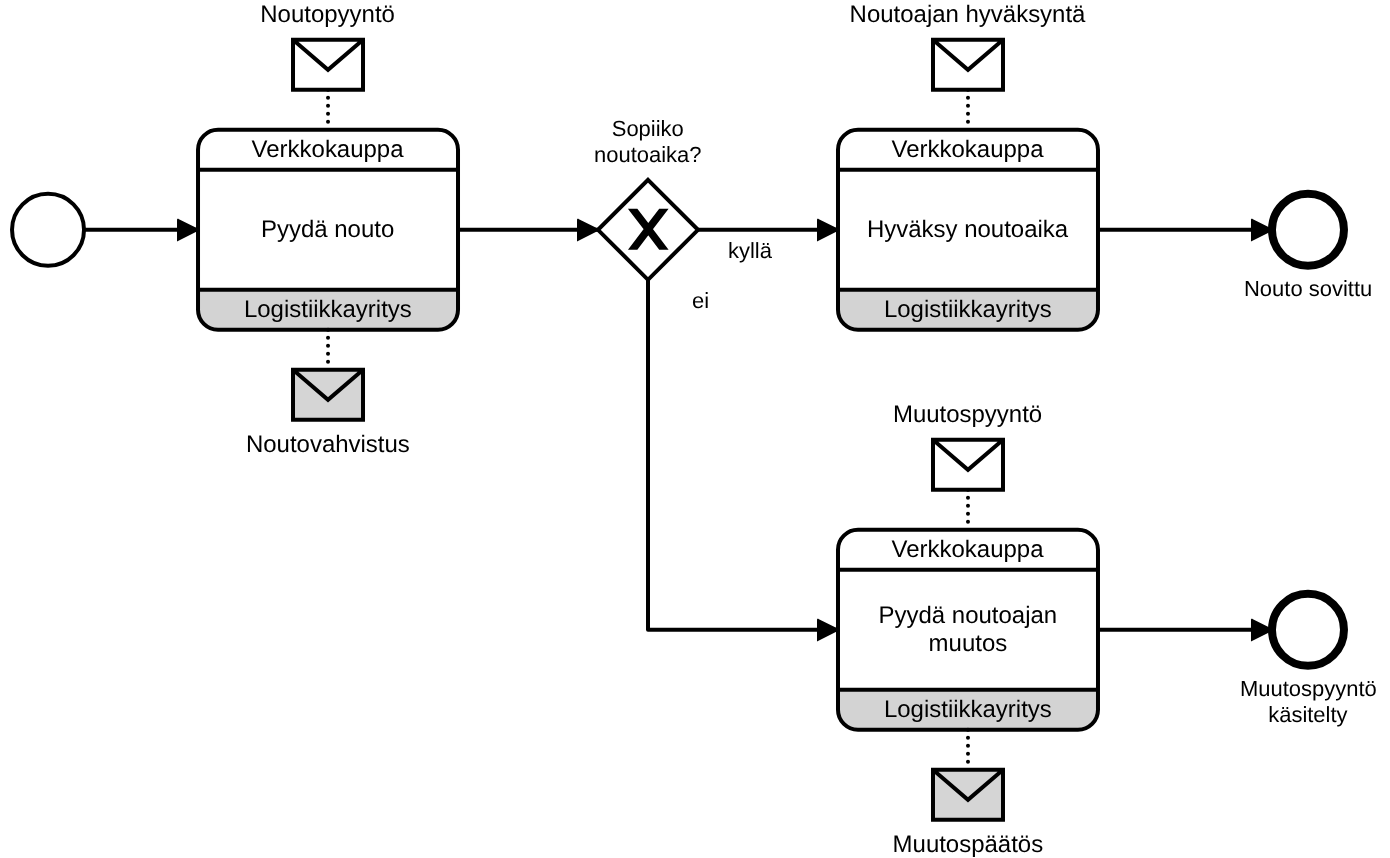 Noutopyyntö
Verkkokauppa
Pyydä nouto
Logistiikkayritys
Noutovahvistus
Sopiiko
noutoaika?
X
kyllä
ei
Noutoajan hyväksyntä
Verkkokauppa
Hyväksy noutoaika
Logistiikkayritys
Nouto sovittu
Muutospyyntö
Verkkokauppa
Pyydä noutoajan
muutos
Logistiikkayritys
Muutospäätös
Muutospyyntö
käsitelty